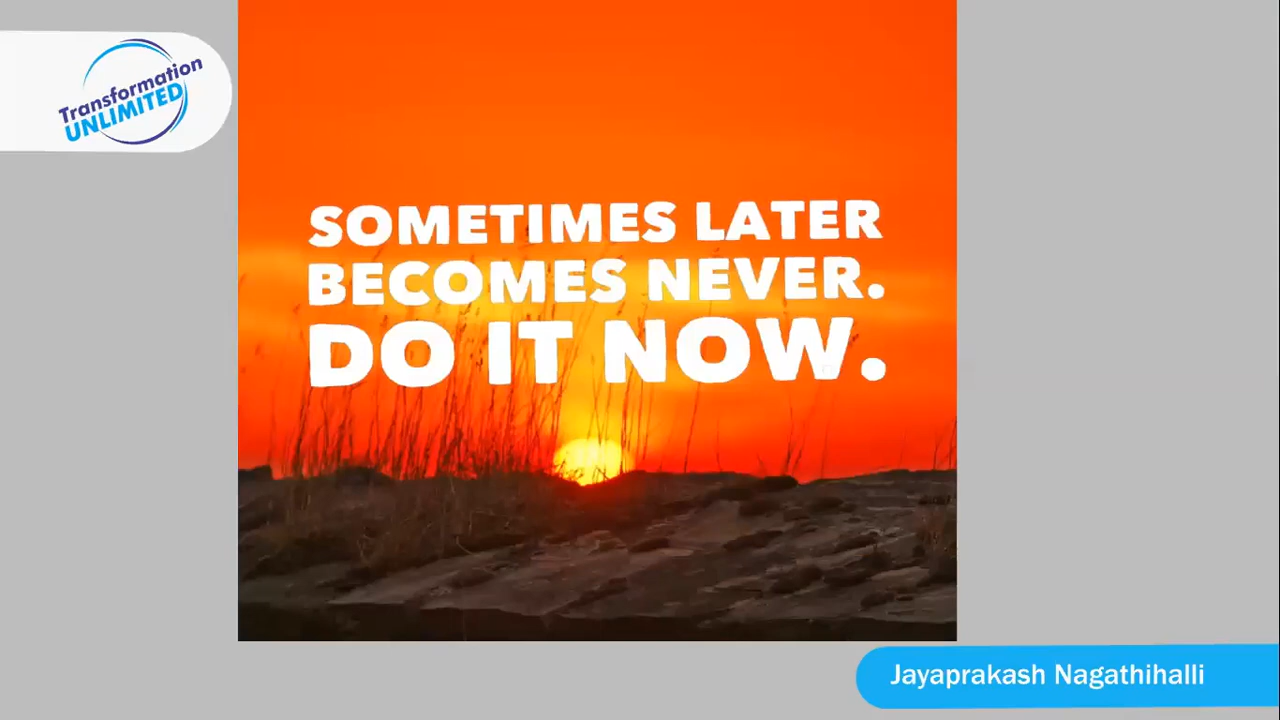 Transformation
UNLIMITED
SOMETIMES LATER
BECOMES NEVER.
DO IT NOW.
Jayaprakash Nagathihalli